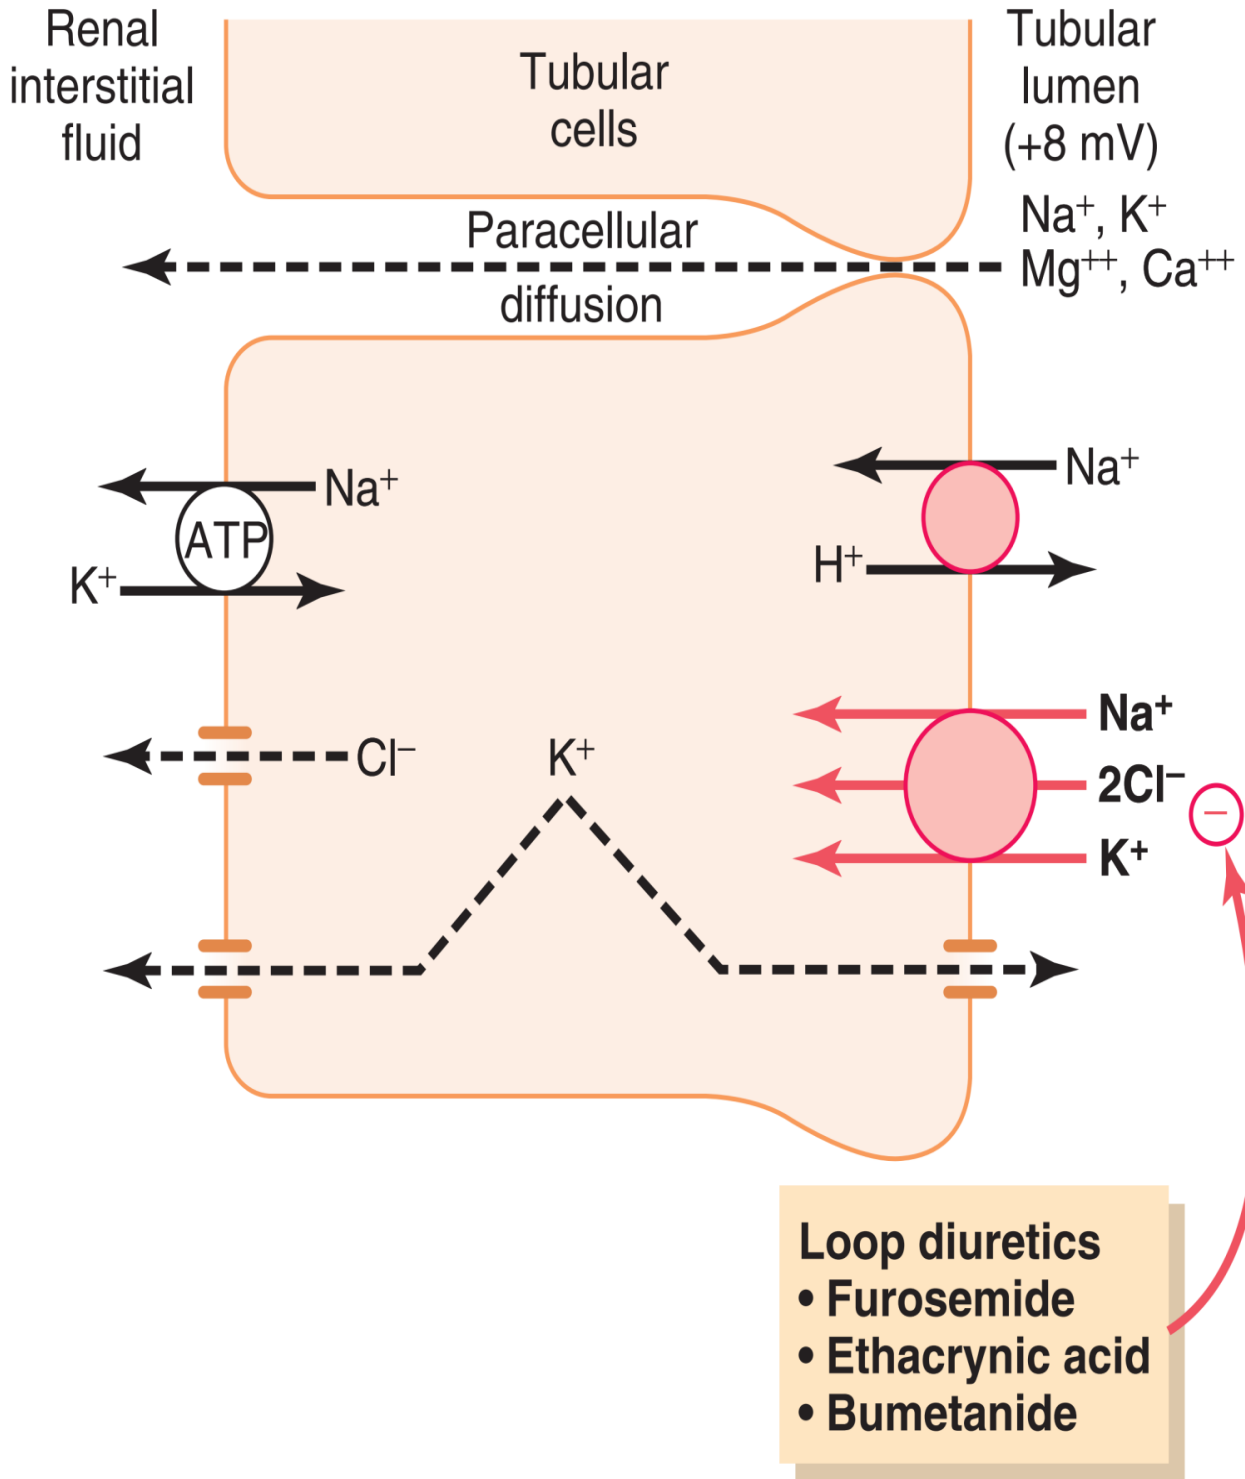 Renal
interstitial
fluid
Tubular
cells
Tubular
lumen
(+8 mV)
Na⁺, K⁺
Mg⁺⁺, Ca⁺⁺
Paracellular
diffusion
Na⁺
ATP
K⁺
Na⁺
H⁺
Cl⁻
K⁺
Na⁺
2Cl⁻
K⁺
−
Loop diuretics
• Furosemide
• Ethacrynic acid
• Bumetanide